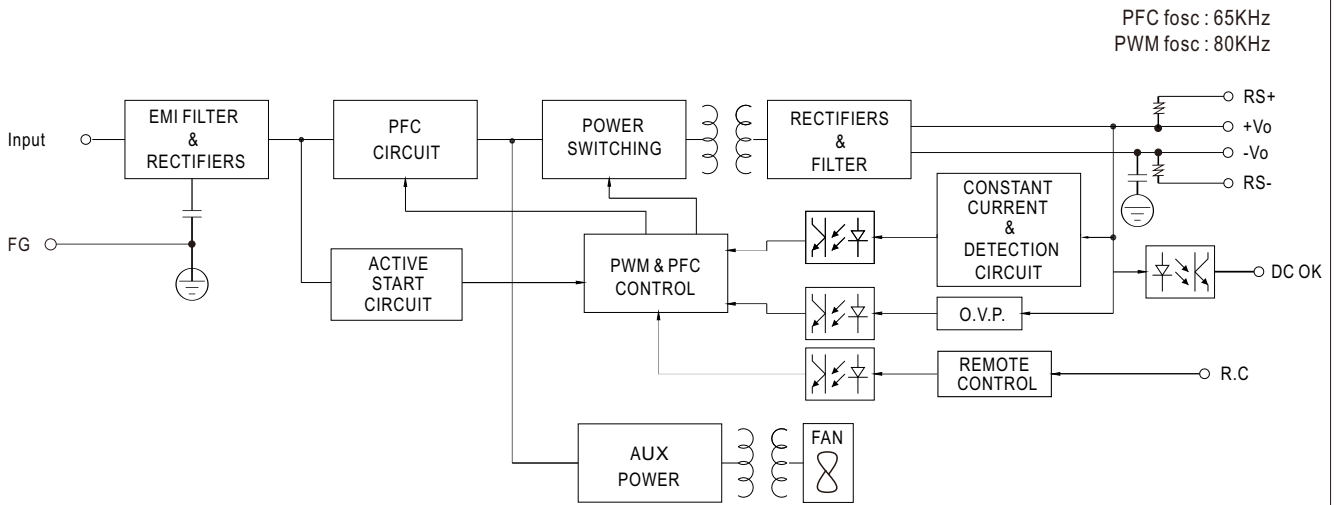 PFC fosc : 65KHz
PWM fosc : 80KHz
EMI FILTER
&
RECTIFIERS
PFC
CIRCUIT
POWER
SWITCHING
RECTIFIERS
&
FILTER
RS+
+Vo
-Vo
RS-
Input
FG
ACTIVE
START
CIRCUIT
PWM & PFC
CONTROL
CONSTANT
CURRENT
&
DETECTION
CIRCUIT
DC OK
O.V.P.
REMOTE
CONTROL
R.C
AUX
POWER
FAN